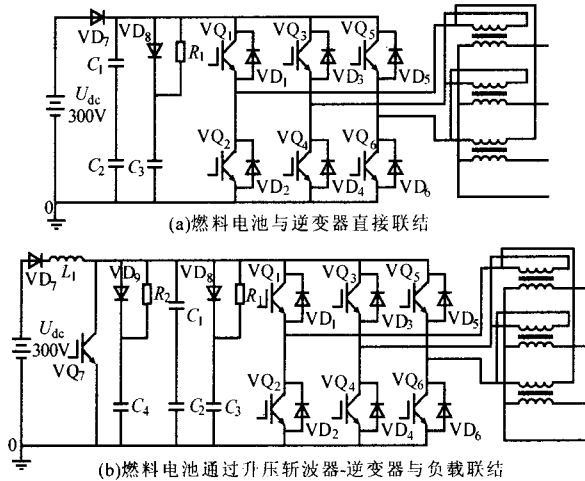 VD₇ VD₈ R₁ VQ₁ VQ₃ VQ₅
C₁ VD₁ VD₃ VD₅
U_dc
300V
C₂ C₃ VQ₂ VQ₄ VQ₆
VD₂ VD₄ VD₆
0
(a)燃料电池与逆变器直接联结
VD₇ L₁ VD₉ R₂ VD₈ R₁ VQ₁ VQ₃ VQ₅
C₁ VD₁ VD₃ VD₅
U_dc
300V
VQ₇
C₄ C₂ C₃ VQ₂ VQ₄ VQ₆
VD₂ VD₄ VD₆
0
(b)燃料电池通过升压斩波器-逆变器与负载联结